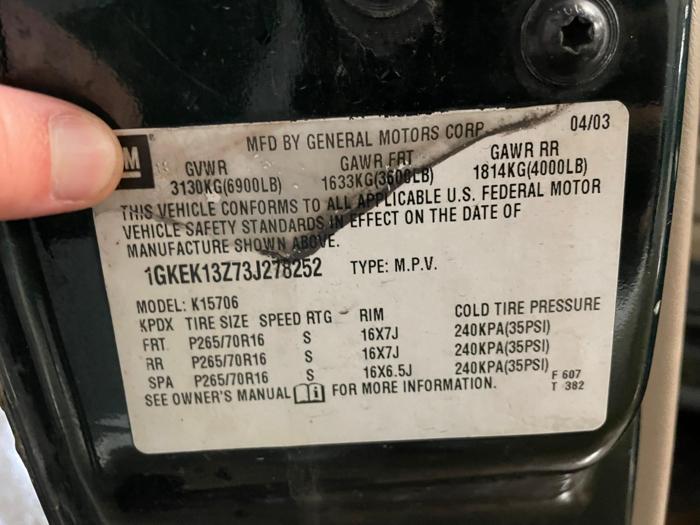 M ®
MFD BY GENERAL MOTORS CORP 04/03
GVWR GAWR FRT GAWR RR
3130KG(6900LB) 1633KG(3600LB) 1814KG(4000LB)
THIS VEHICLE CONFORMS TO ALL APPLICABLE U.S. FEDERAL MOTOR
VEHICLE SAFETY STANDARDS IN EFFECT ON THE DATE OF
MANUFACTURE SHOWN ABOVE.
1GKEK13Z73J278252 TYPE: M.P.V.
MODEL: K15706
KPDX TIRE SIZE SPEED RTG RIM COLD TIRE PRESSURE
FRT P265/70R16 S 16X7J 240KPA(35PSI)
RR P265/70R16 S 16X7J 240KPA(35PSI)
SPA P265/70R16 S 16X6.5J 240KPA(35PSI)
SEE OWNER'S MANUAL FOR MORE INFORMATION.
F 607
T 382